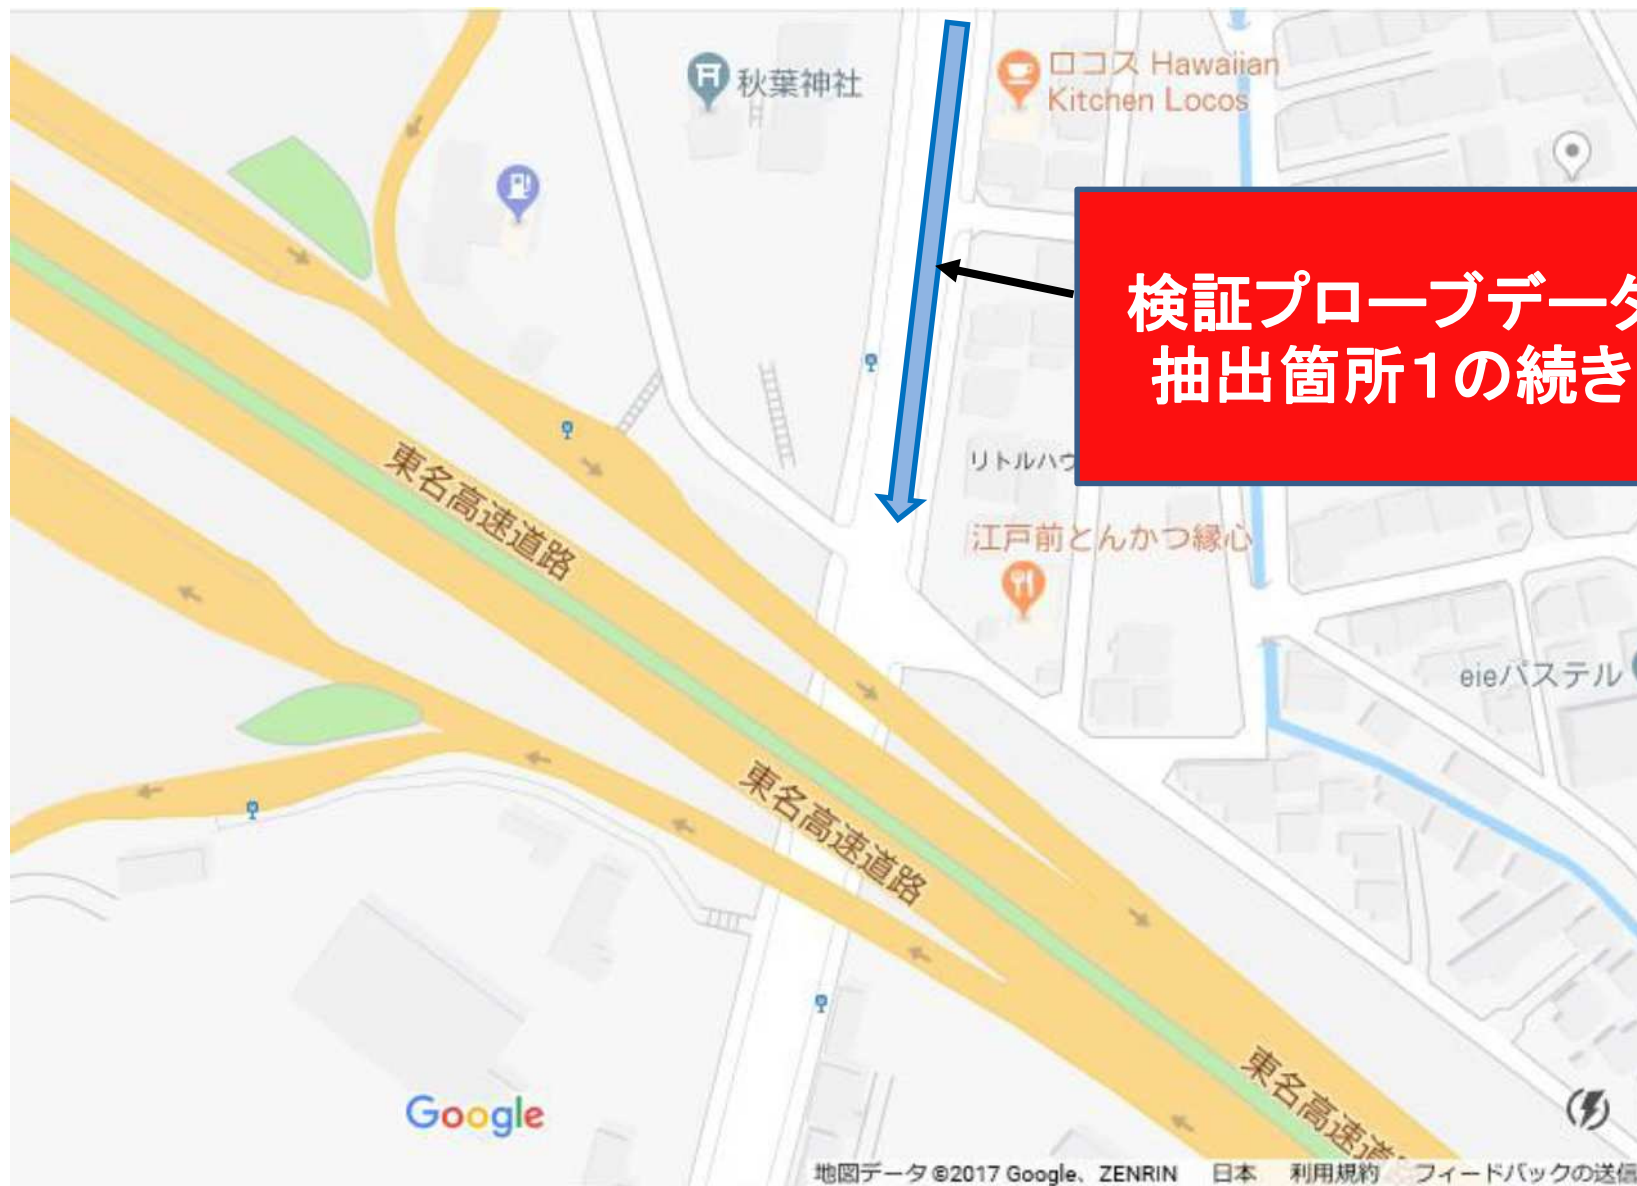 秋葉神社
ロコス Hawaiian
Kitchen Locos
検証プローブデータ
抽出箇所1の続き
リトルハウ
江戸前とんかつ縁心
東名高速道路
eieパステル
東名高速道路
東名高速道
Google
地図データ ©2017 Google、ZENRIN 日本 利用規約 フィードバックの送信